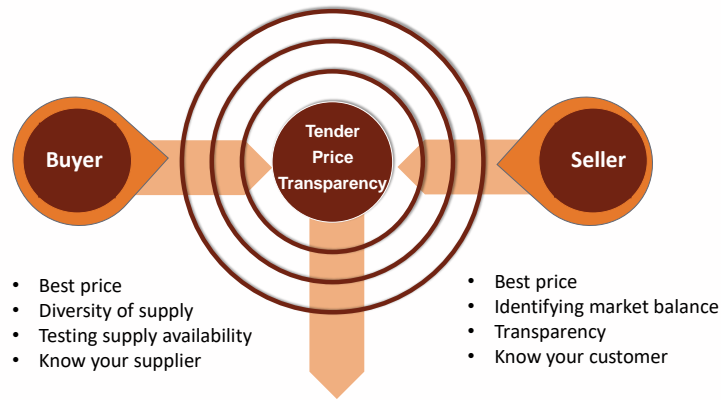 Tender
Price
Transparency
Buyer
Seller
• Best price
• Diversity of supply
• Testing supply availability
• Know your supplier
• Best price
• Identifying market balance
• Transparency
• Know your customer